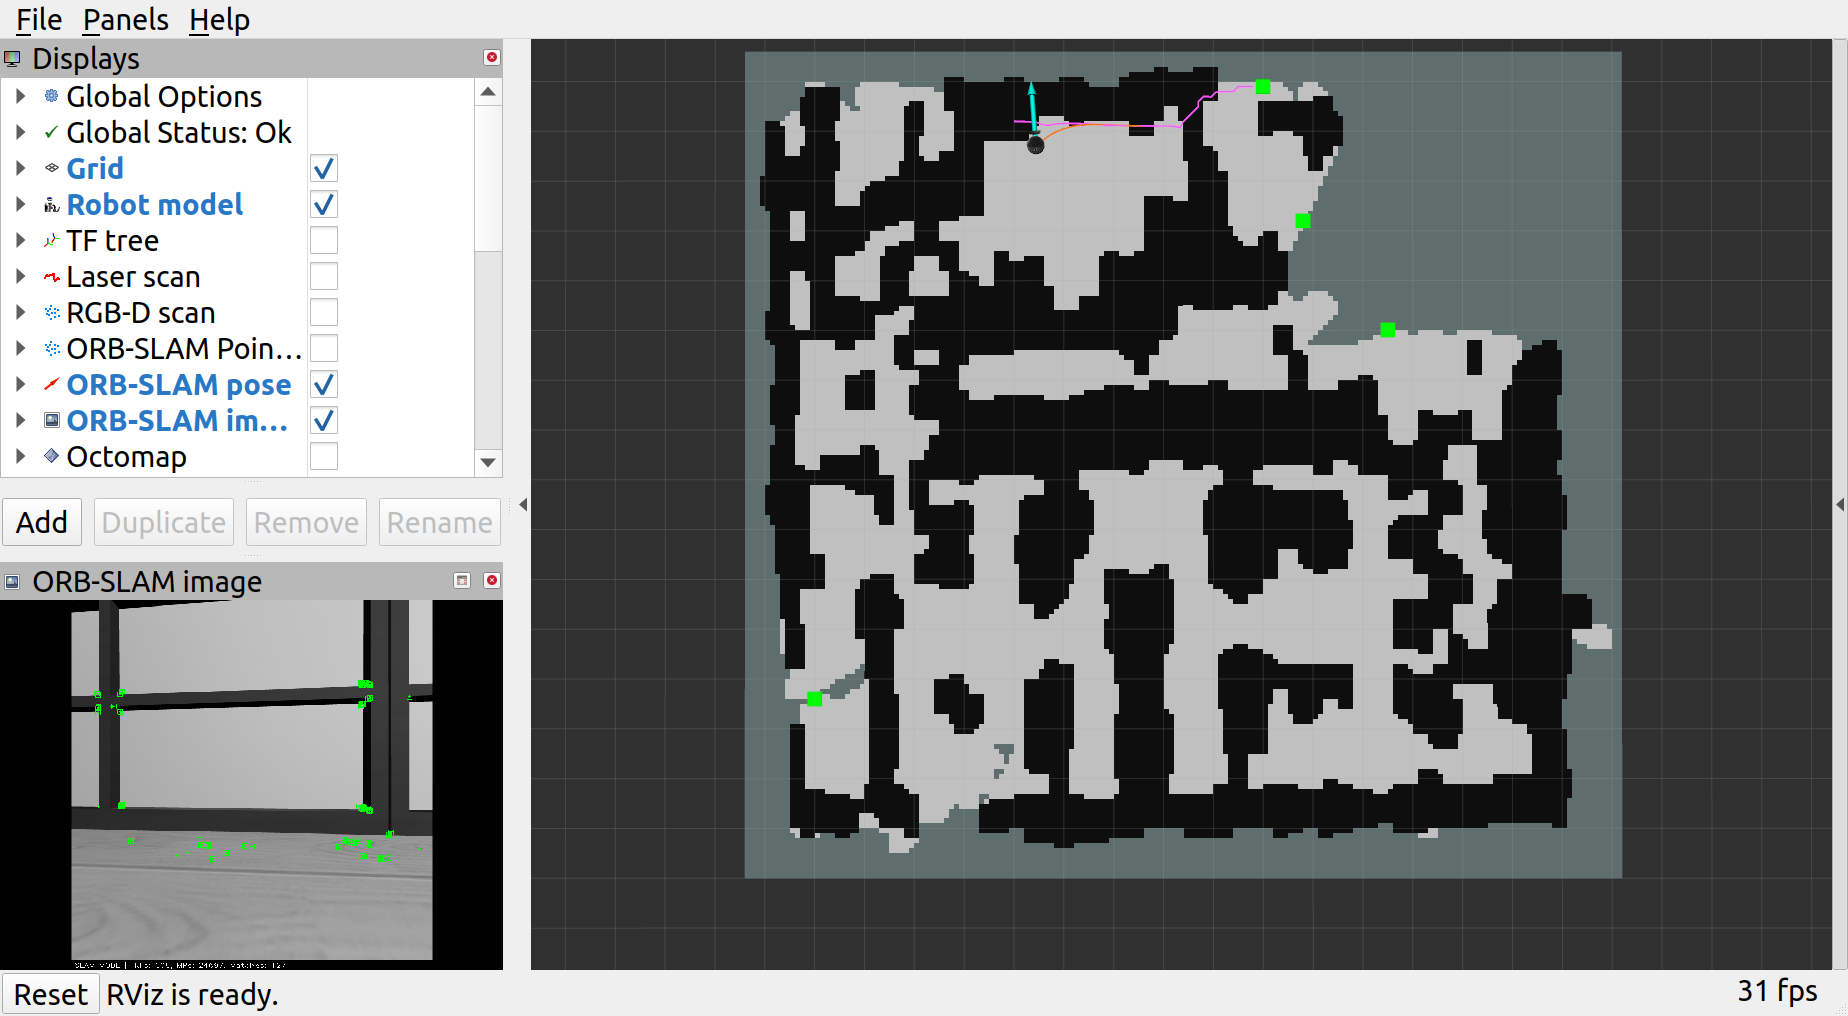 File Panels Help
Displays
Global Options
Global Status: Ok
Grid
Robot model
TF tree
Laser scan
RGB-D scan
ORB-SLAM Poin...
ORB-SLAM pose
ORB-SLAM im...
Octomap
Add Duplicate Remove Rename
ORB-SLAM image
SLAM MODE |
Reset RViz is ready. 31 fps